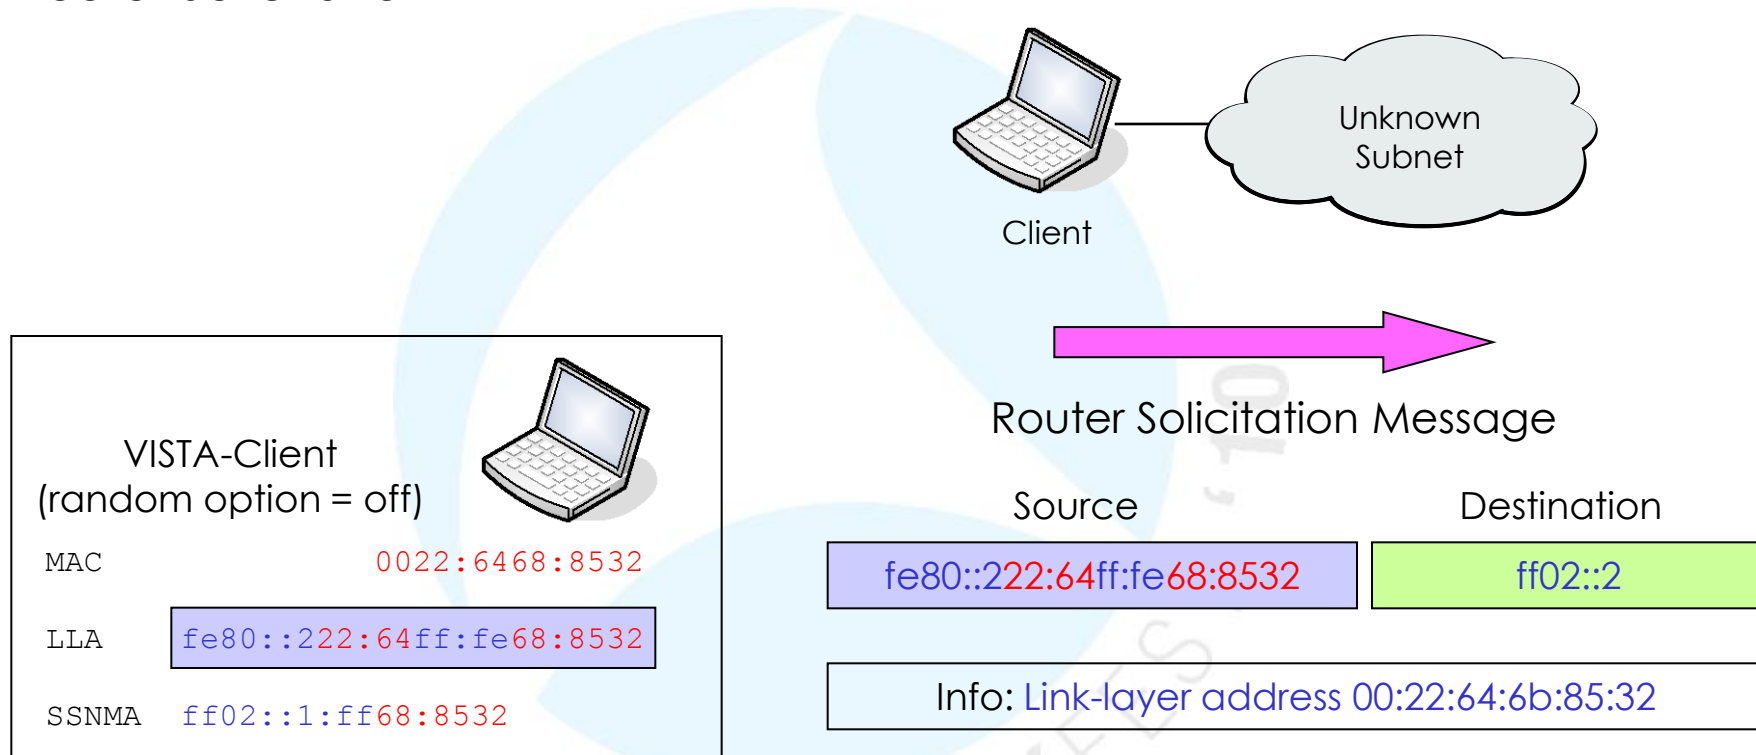 Unknown
Subnet
Client
Router Solicitation Message
Source Destination
fe80::222:64ff:fe68:8532 ff02::2
Info: Link-layer address 00:22:64:6b:85:32
VISTA-Client
(random option = off)
MAC 0022:6468:8532
LLA fe80::222:64ff:fe68:8532
SSNMA ff02::1:ff68:8532
'10